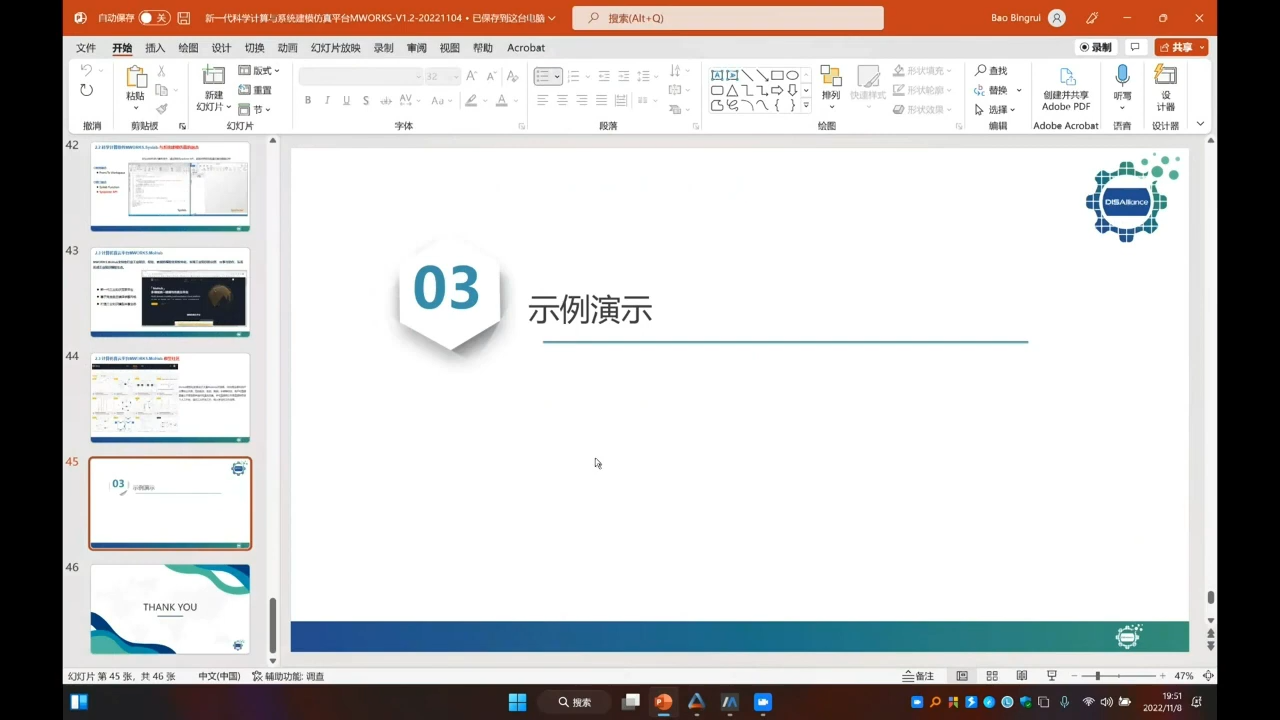 自动保存 关
新一代科学计算与系统建模仿真平台MWORKS-V1.2-20221104 • 已保存到这台电脑
搜索(Alt+Q)
Bao Bingrui
文件 开始 插入 绘图 设计 切换 动画 幻灯片放映 录制 审阅 视图 帮助 Acrobat
录制 共享
粘贴
新建
幻灯片
版式
重置
节
32
排列
快速样式
形状填充
形状轮廓
形状效果
查找
替换
选择
创建并共享
Adobe PDF
听写
设
计器
撤消 剪贴板 幻灯片 字体 段落 绘图 编辑 Adobe Acrobat 语音 设计器
42
43
44
45
03 示例演示
46
THANK YOU
DISAlliance
03
示例演示
幻灯片 第 45 张，共 46 张 中文(中国) 辅助功能: 调查
备注
47%
搜索
19:51
2022/11/8